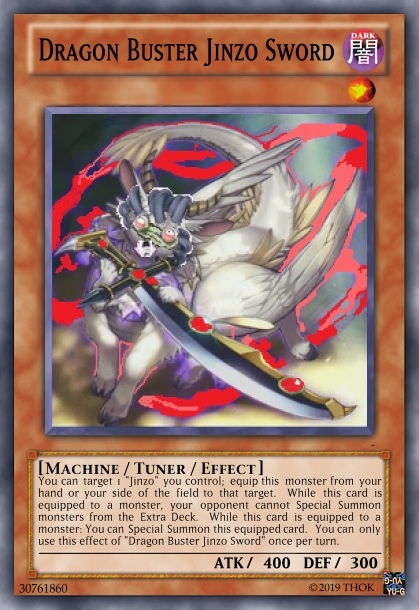 DRAGON BUSTER JINZO SWORD
DARK
闇
[MACHINE / TUNER / EFFECT]
You can target 1 "Jinzo" you control; equip this monster from your
hand or your side of the field to that target. While this card is
equipped to a monster, your opponent cannot Special Summon
monsters from the Extra Deck. While this card is equipped to a
monster: You can Special Summon this equipped card. You can only
use this effect of "Dragon Buster Jinzo Sword" once per turn.
ATK / 400 DEF / 300
30761860
©2019 THOK